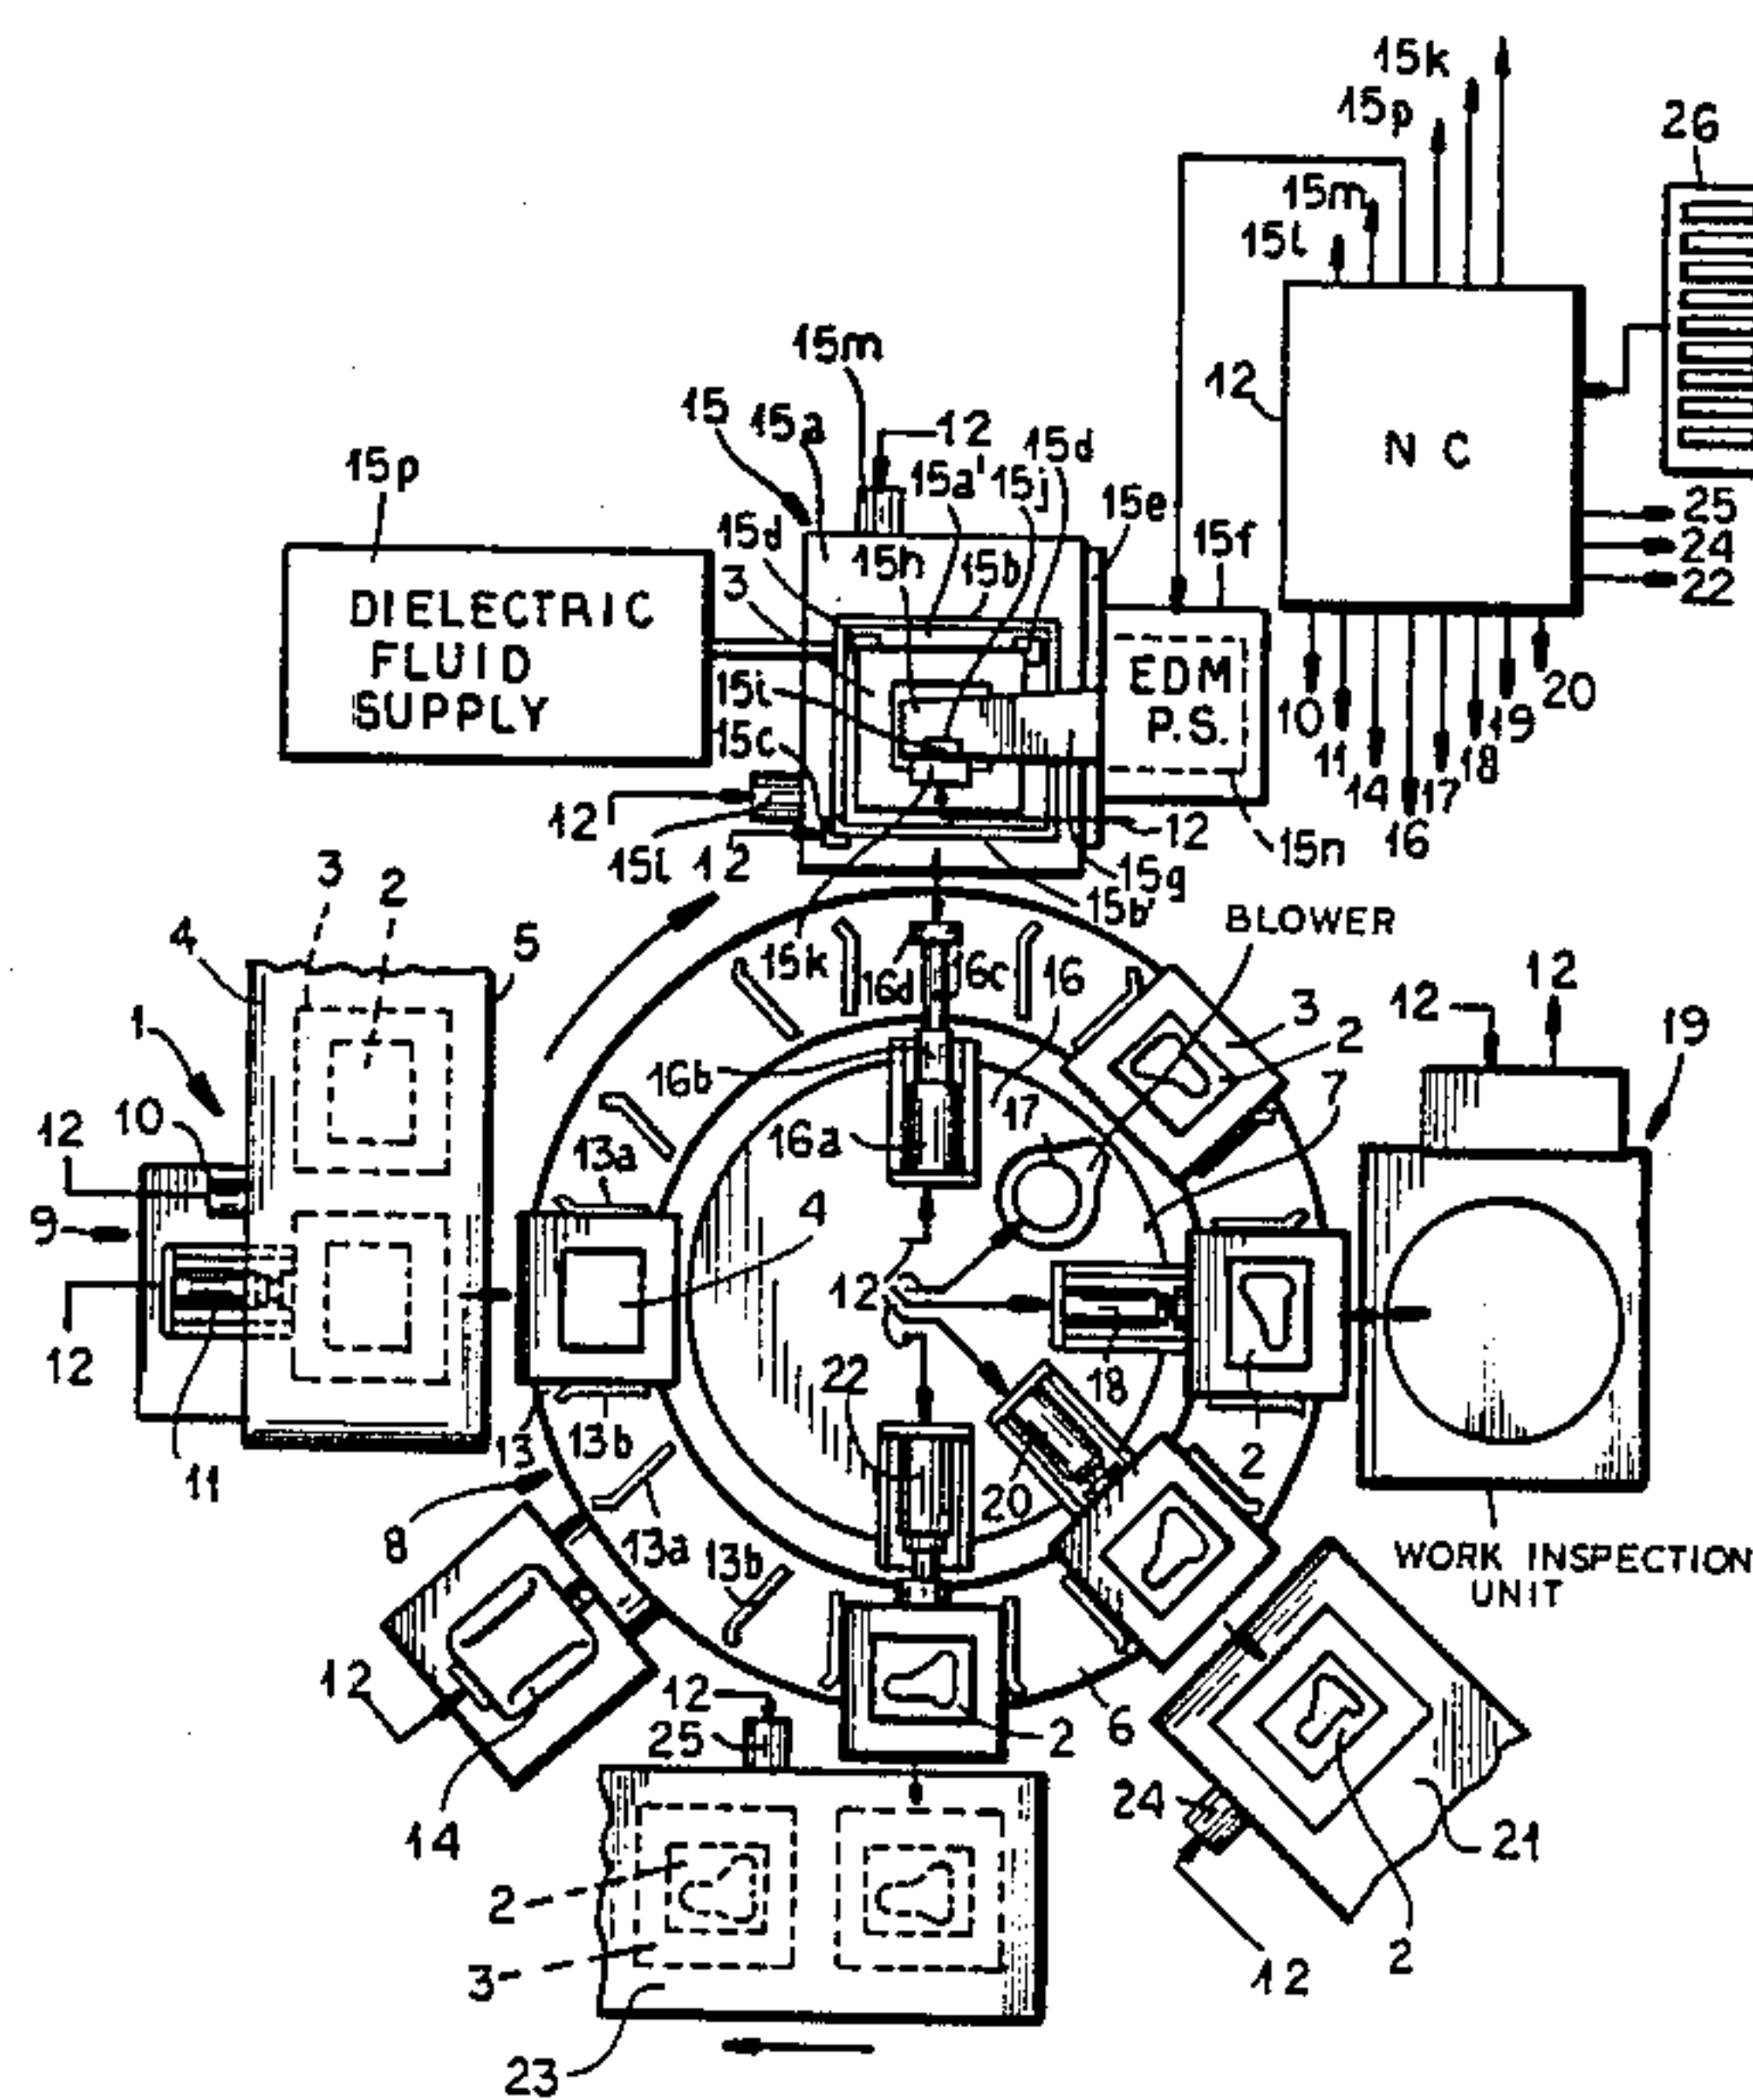 15k
15p
26
15m
15l
15m
12
15
15a
12
15d
NC
15p
15a'
15j
15e
25
15d
15h
15b
15f
24
3
22
DIELECTRIC
FLUID
SUPPLY
EDM
P.S.
15i
20
10
19
15c
11
18
14
17
12
12
16
15l
12
15n
3
2
15g
15b'
BLOWER
4
5
15k
16d
16c
16
12
12
1
3
19
2
16b
7
10
17
12
16a
13a
9
4
12
12
18
22
13
13b
2
11
20
8
13a
13b
WORK INSPECTION
UNIT
12
12
6
25
2
24
14
21
2
2
3
12
23